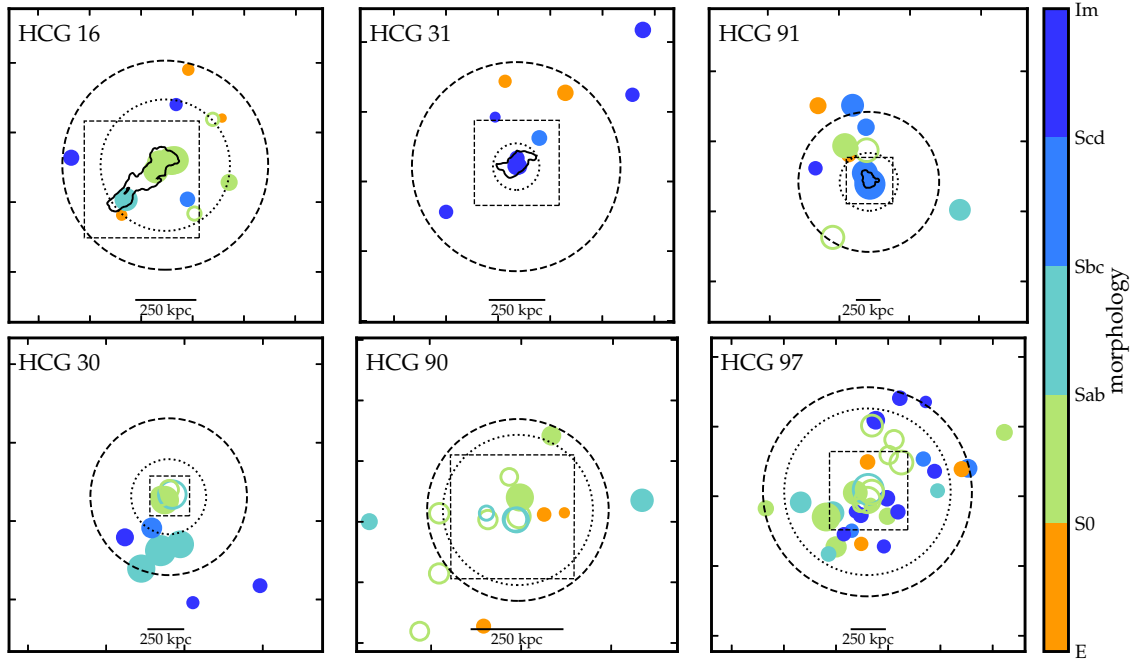 HCG 16
250 kpc
HCG 31
250 kpc
HCG 91
250 kpc
HCG 30
250 kpc
HCG 90
250 kpc
HCG 97
250 kpc
Im
Scd
Sbc
Sab
S0
E
morphology